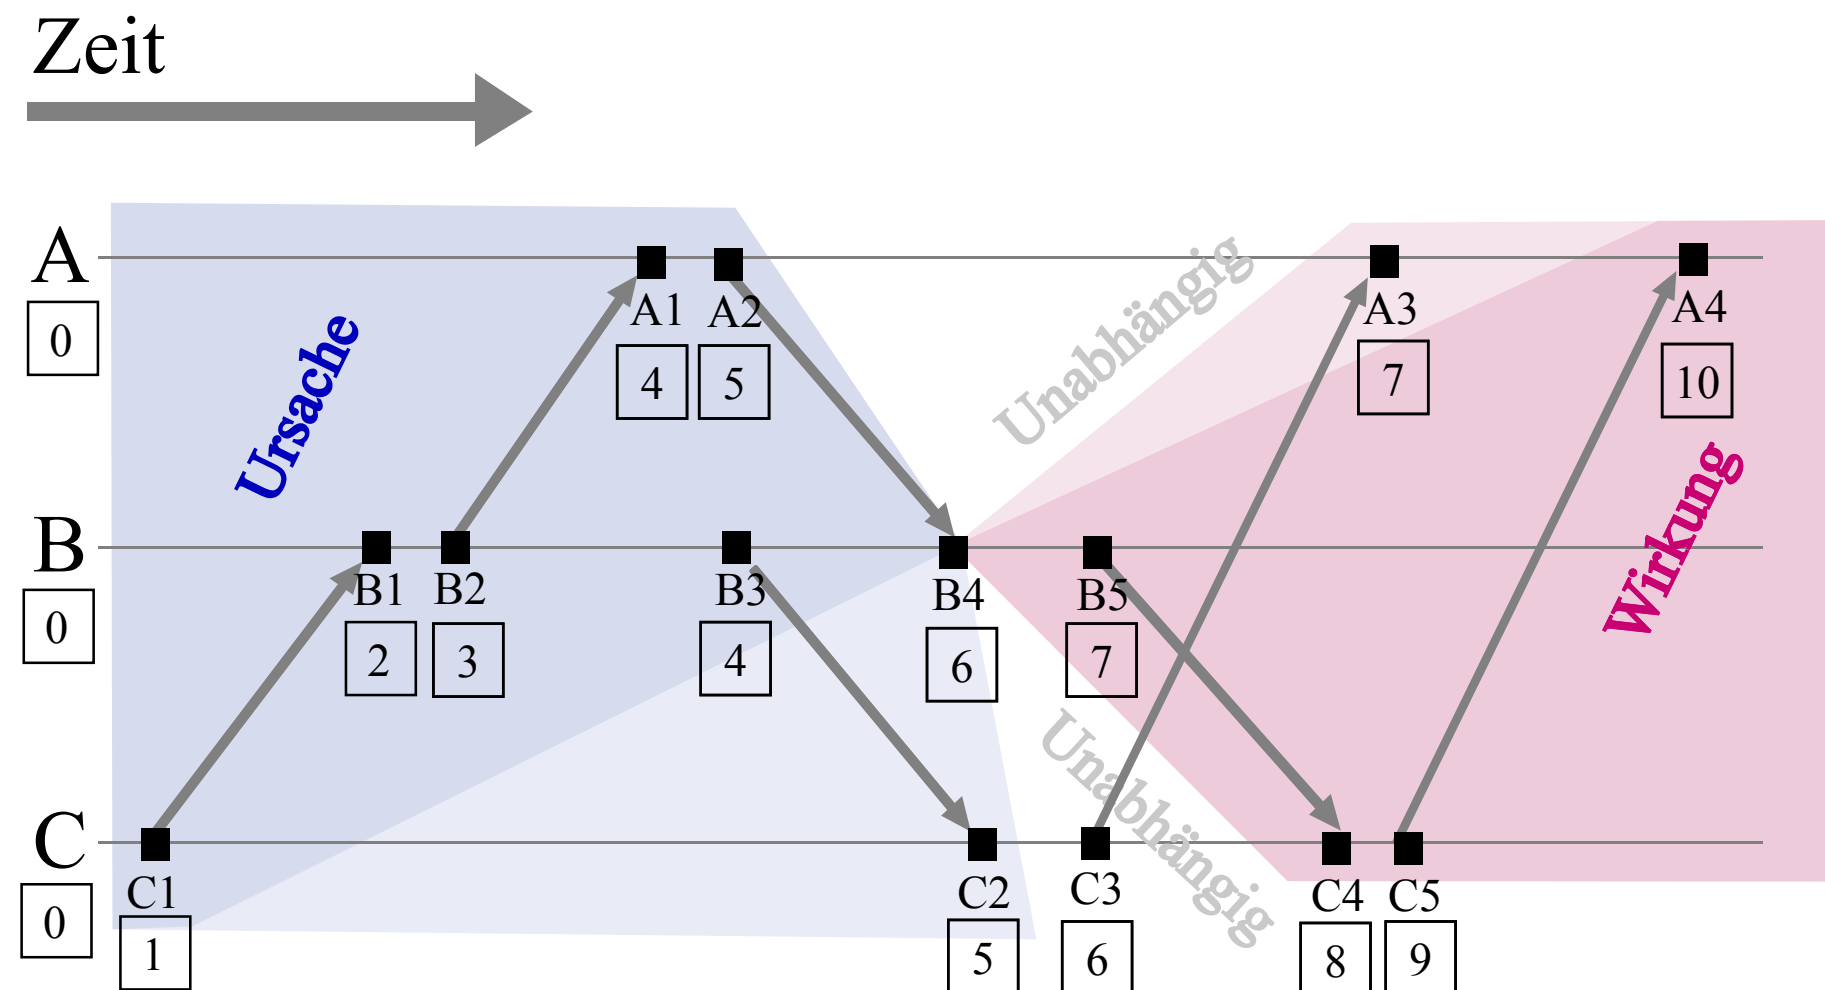 Zeit
A
0
A1
4
A2
5
A3
7
A4
10
Ursache
Unabhängig
Wirkung
B
0
B1
2
B2
3
B3
4
B4
6
B5
7
Unabhängig
C
0
C1
1
C2
5
C3
6
C4
8
C5
9